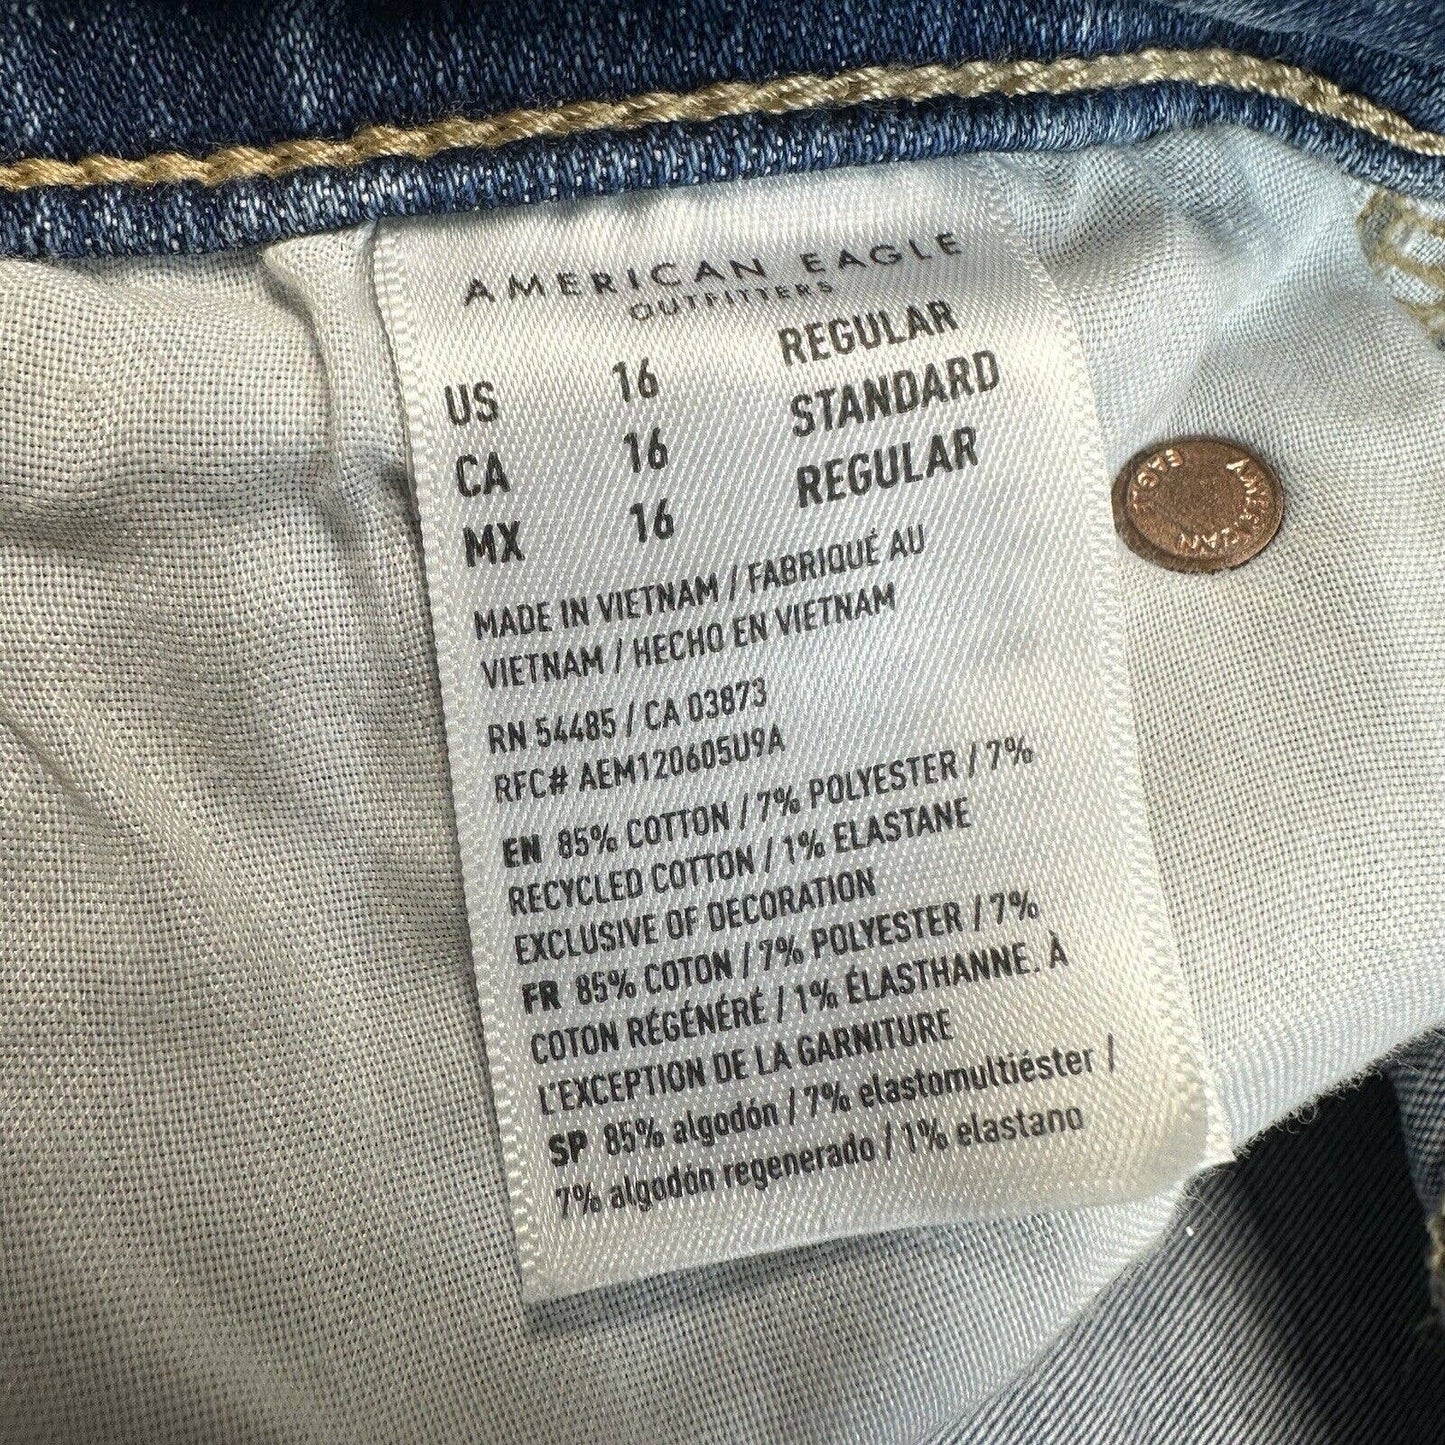 AMERICAN EAGLE
OUTFITTERS
US 16 REGULAR
CA 16 STANDARD
MX 16 REGULAR
MADE IN VIETNAM / FABRIQUÉ AU
VIETNAM / HECHO EN VIETNAM
RN 54485 / CA 03873
RFC# AEM120605U9A
EN 85% COTTON / 7% POLYESTER / 7%
RECYCLED COTTON / 1% ELASTANE
EXCLUSIVE OF DECORATION
FR 85% COTON / 7% POLYESTER / 7%
COTON RÉGÉNÉRÉ / 1% ÉLASTHANNE. À
L'EXCEPTION DE LA GARNITURE
SP 85% algodón / 7% elastomultiéster /
7% algodón regenerado / 1% elastano
AMERICAN EAGLE